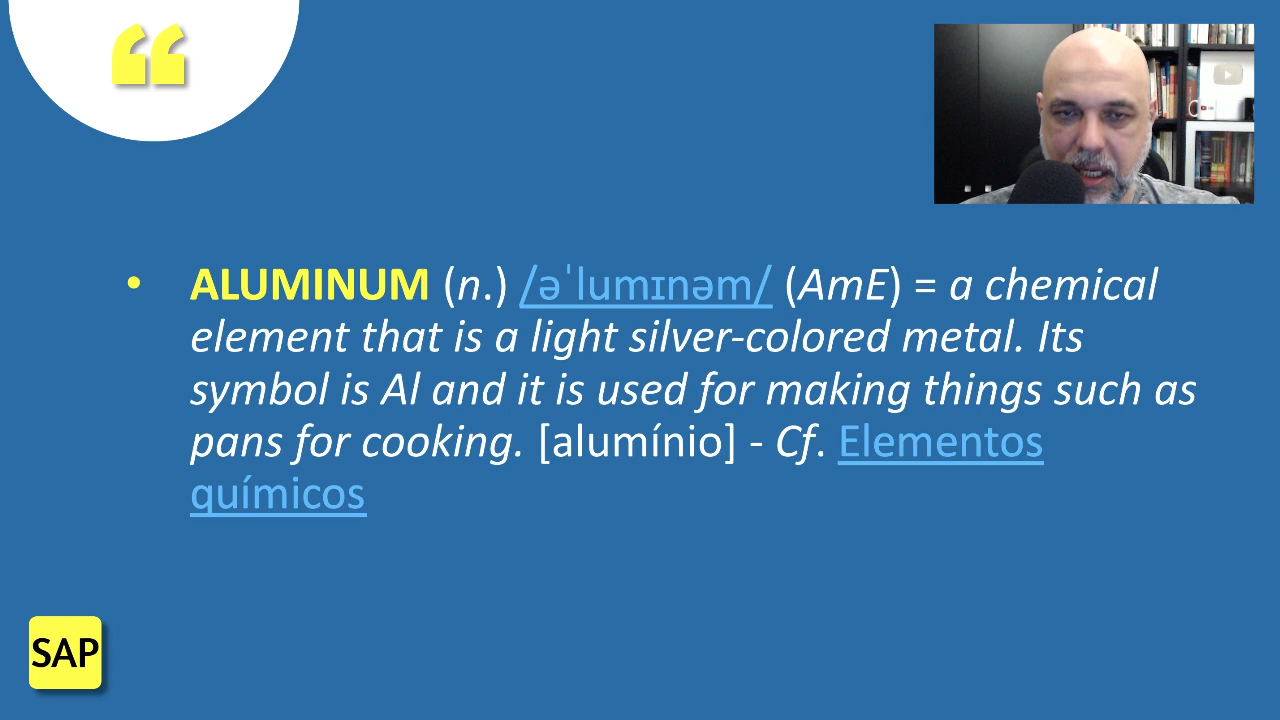 • ALUMINUM (n.) /əˈlumɪnəm/ (AmE) = a chemical
element that is a light silver-colored metal. Its
symbol is Al and it is used for making things such as
pans for cooking. [alumínio] - Cf. Elementos
químicos
SAP